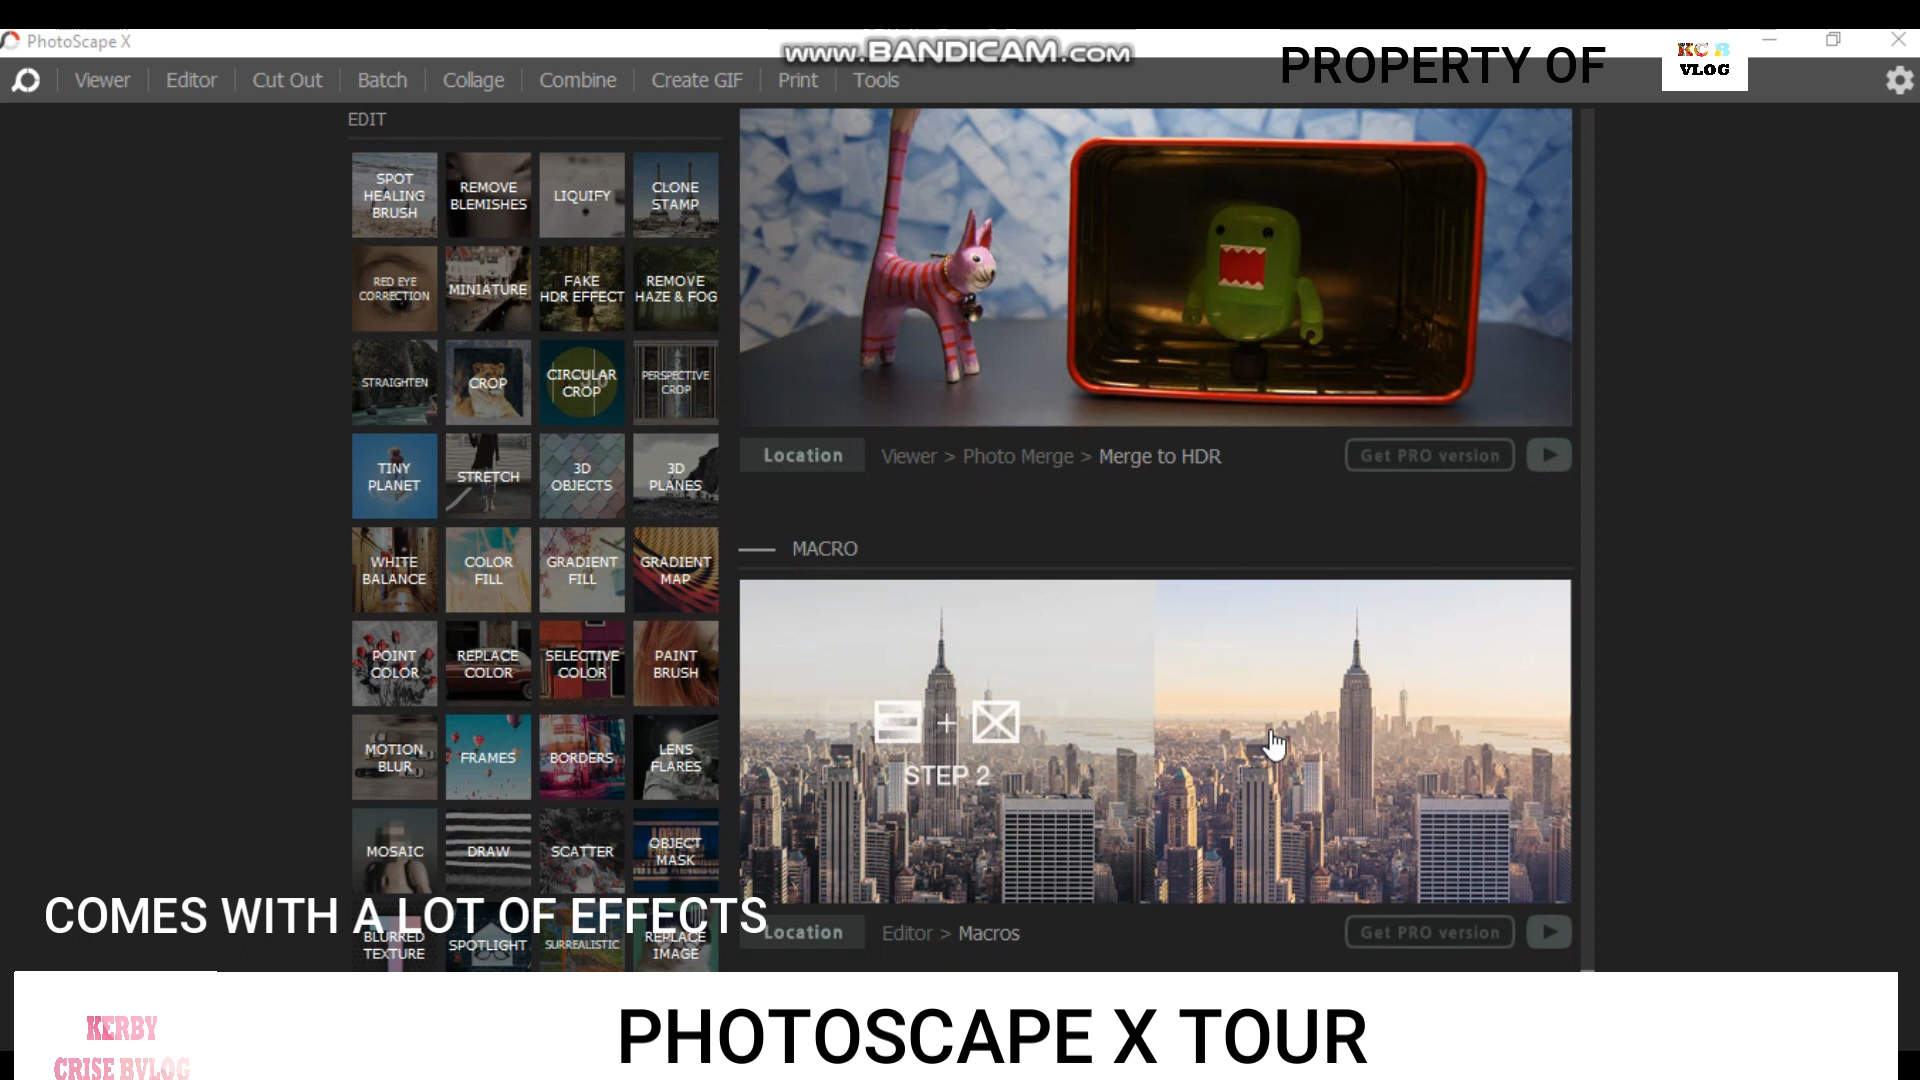 PhotoScape X
www.BANDICAM.com
PROPERTY OF
KC B
VLOG
Viewer
Editor
Cut Out
Batch
Collage
Combine
Create GIF
Print
Tools
EDIT
SPOT
HEALING
BRUSH
REMOVE
BLEMISHES
LIQUIFY
CLONE
STAMP
RED EYE
CORRECTION
MINIATURE
FAKE
HDR EFFECT
REMOVE
HAZE & FOG
STRAIGHTEN
CROP
CIRCULAR
CROP
PERSPECTIVE
CROP
TINY
PLANET
STRETCH
3D
OBJECTS
3D
PLANES
WHITE
BALANCE
COLOR
FILL
GRADIENT
FILL
GRADIENT
MAP
POINT
COLOR
REPLACE
COLOR
SELECTIVE
COLOR
PAINT
BRUSH
MOTION
BLUR
FRAMES
BORDERS
LENS
FLARES
MOSAIC
DRAW
SCATTER
OBJECT
MASK
BLURRED
TEXTURE
SPOTLIGHT
SURREALISTIC
REPLACE
IMAGE
Location
Viewer > Photo Merge > Merge to HDR
Get PRO version
MACRO
+
STEP 2
Location
Editor > Macros
Get PRO version
COMES WITH A LOT OF EFFECTS
KERBY
CRISE BVLOG
PHOTOSCAPE X TOUR